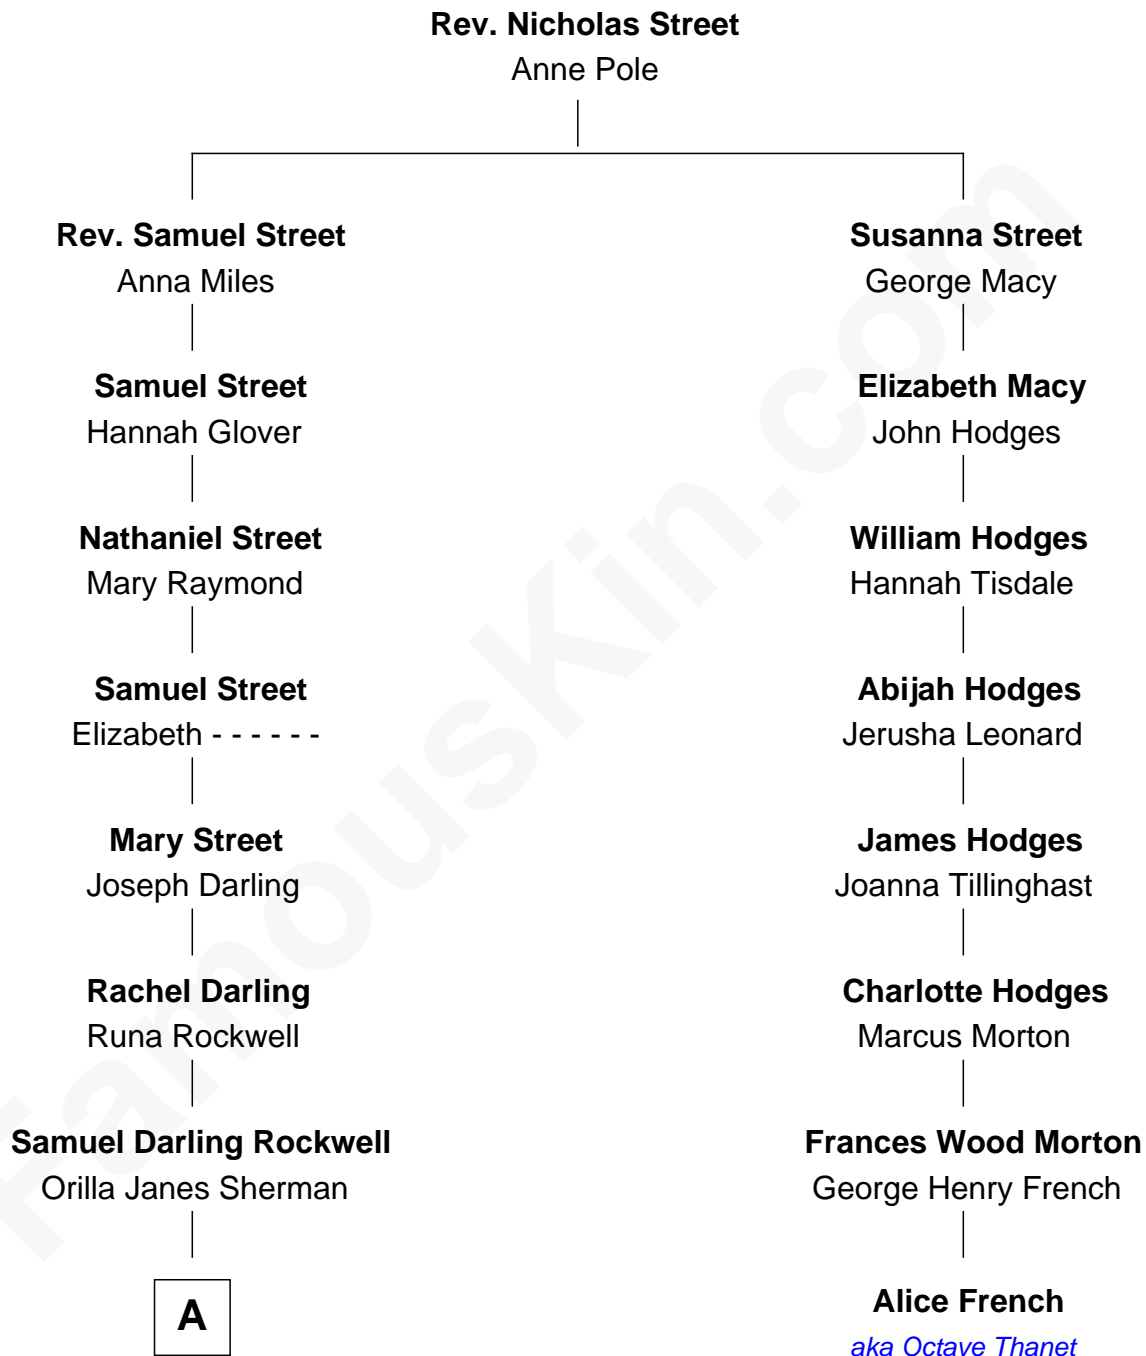 Rev. Nicholas Street
Anne Pole
Rev. Samuel Street
Anna Miles
Susanna Street
George Macy
Samuel Street
Hannah Glover
Elizabeth Macy
John Hodges
Nathaniel Street
Mary Raymond
William Hodges
Hannah Tisdale
Samuel Street
Elizabeth - - - - - -
Abijah Hodges
Jerusha Leonard
Mary Street
Joseph Darling
James Hodges
Joanna Tillinghast
Rachel Darling
Runa Rockwell
Charlotte Hodges
Marcus Morton
Samuel Darling Rockwell
Orilla Janes Sherman
Frances Wood Morton
George Henry French
A
Alice French
aka Octave Thanet
FamousKin.com